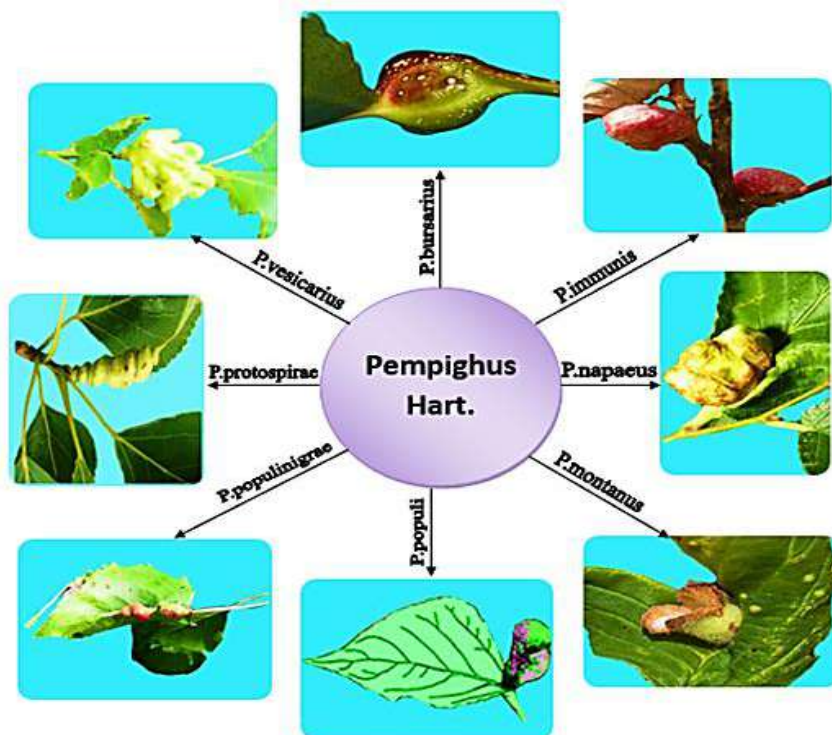 P.bursarius
P.vesicarius
P.immunis
P.protospirae
Pempighus
Hart.
P.napaeus
P.populinigrae
P.populi
P.montanus